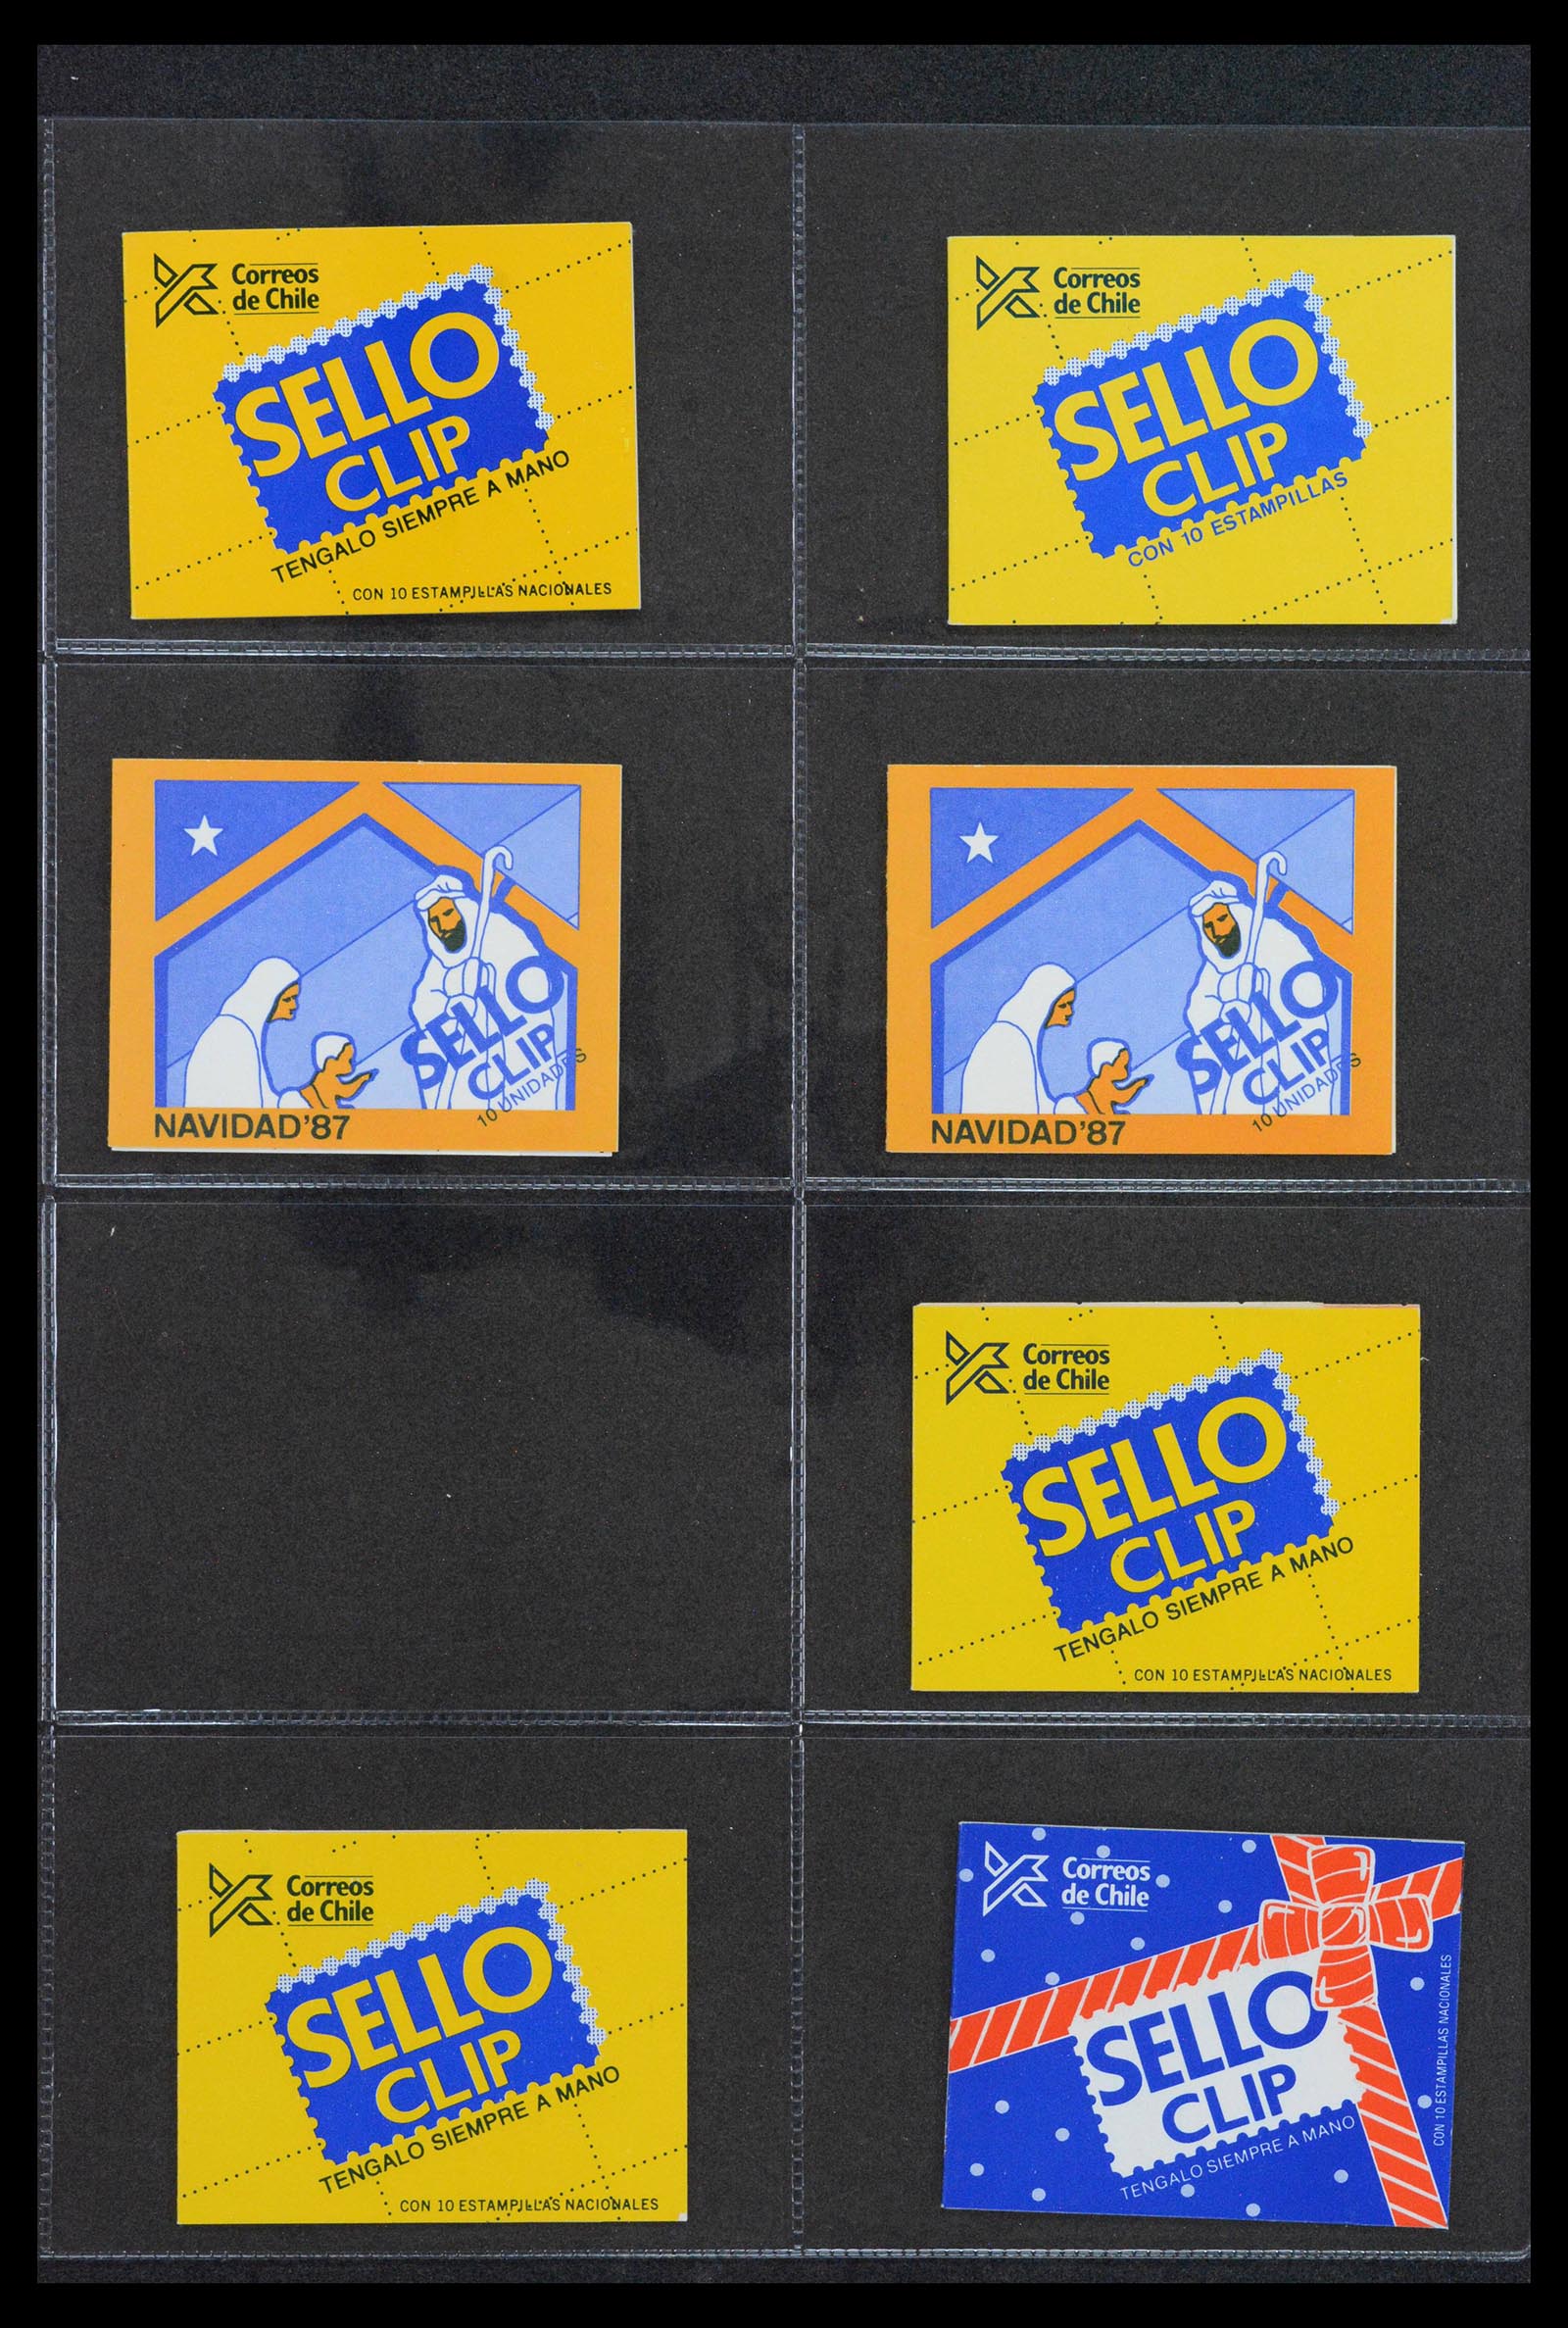 Correos
de Chile
SELLO
CLIP
TENGALO SIEMPRE A MANO
CON 10 ESTAMPILLAS NACIONALES
Correos
de Chile
SELLO
CLIP
CON 10 ESTAMPILLAS
SELLO
CLIP
10 UNIDADES
NAVIDAD'87
SELLO
CLIP
10 UNIDADES
NAVIDAD'87
Correos
de Chile
SELLO
CLIP
TENGALO SIEMPRE A MANO
CON 10 ESTAMPILLAS NACIONALES
Correos
de Chile
SELLO
CLIP
TENGALO SIEMPRE A MANO
CON 10 ESTAMPILLAS NACIONALES
Correos
de Chile
SELLO
CLIP
TENGALO SIEMPRE A MANO
CON 10 ESTAMPILLAS NACIONALES